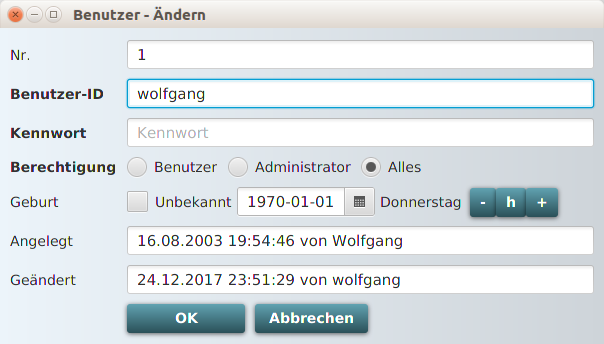 Benutzer - Ändern
Nr. 1
Benutzer-ID wolfgang
Kennwort Kennwort
Berechtigung Benutzer Administrator Alles
Geburt Unbekannt 1970-01-01 Donnerstag - h +
Angelegt 16.08.2003 19:54:46 von Wolfgang
Geändert 24.12.2017 23:51:29 von wolfgang
OK Abbrechen